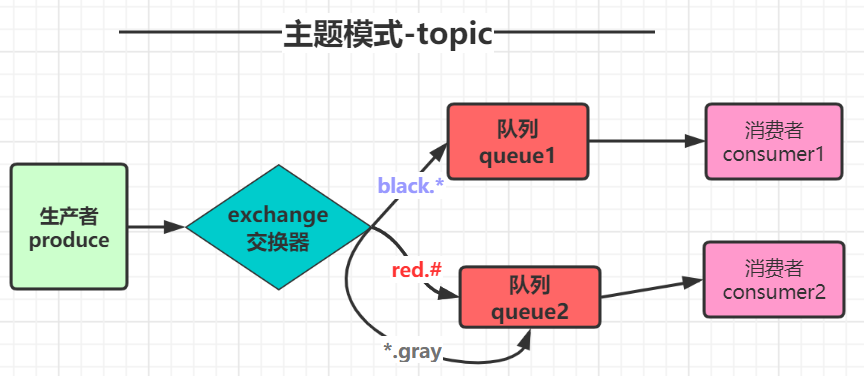 主题模式-topic
生产者
produce
exchange
交换器
black.*
red.#
*.gray
队列
queue1
队列
queue2
消费者
consumer1
消费者
consumer2